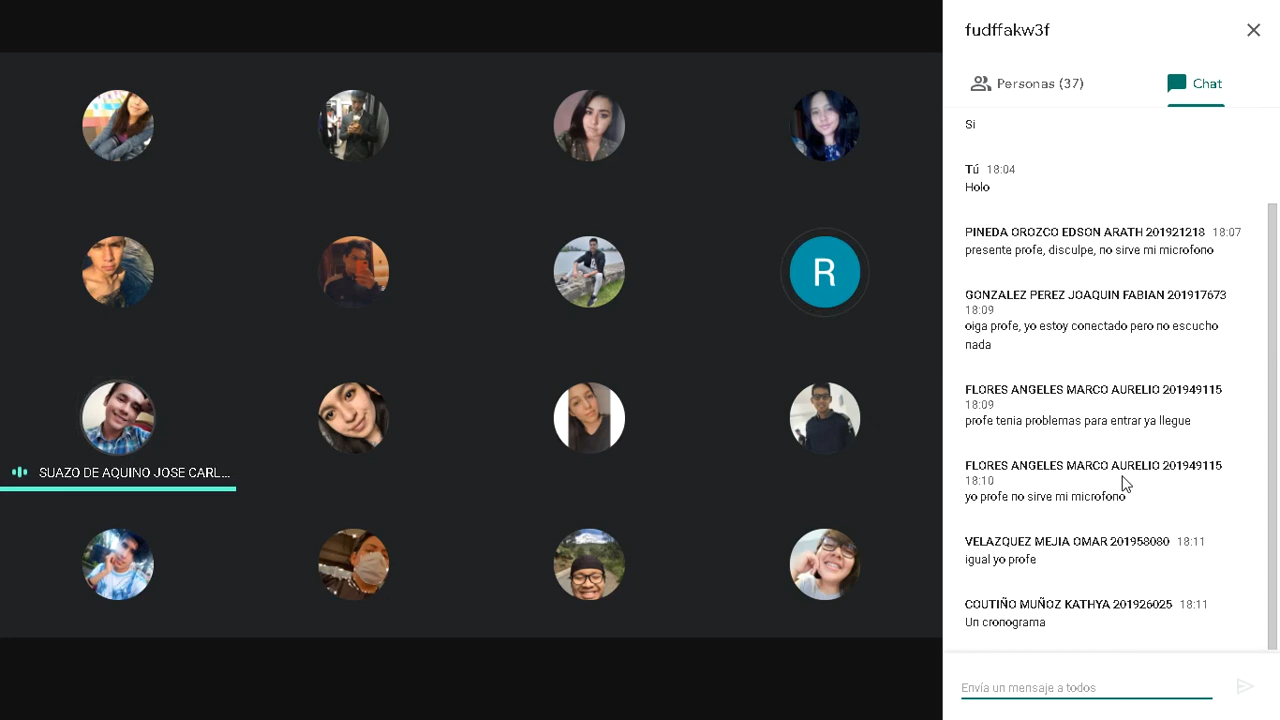 R
SUAZO DE AQUINO JOSE CARL...
fudffakw3f
Personas (37)
Chat
Si
Tú 18:04
Holo
PINEDA OROZCO EDSON ARATH 201921218 18:07
presente profe, disculpe, no sirve mi microfono
GONZALEZ PEREZ JOAQUIN FABIAN 201917673
18:09
oiga profe, yo estoy conectado pero no escucho
nada
FLORES ANGELES MARCO AURELIO 201949115
18:09
profe tenia problemas para entrar ya llegue
FLORES ANGELES MARCO AURELIO 201949115
18:10
yo profe no sirve mi microfono
VELAZQUEZ MEJIA OMAR 201958080 18:11
igual yo profe
COUTIÑO MUÑOZ KATHYA 201926025 18:11
Un cronograma
Envía un mensaje a todos